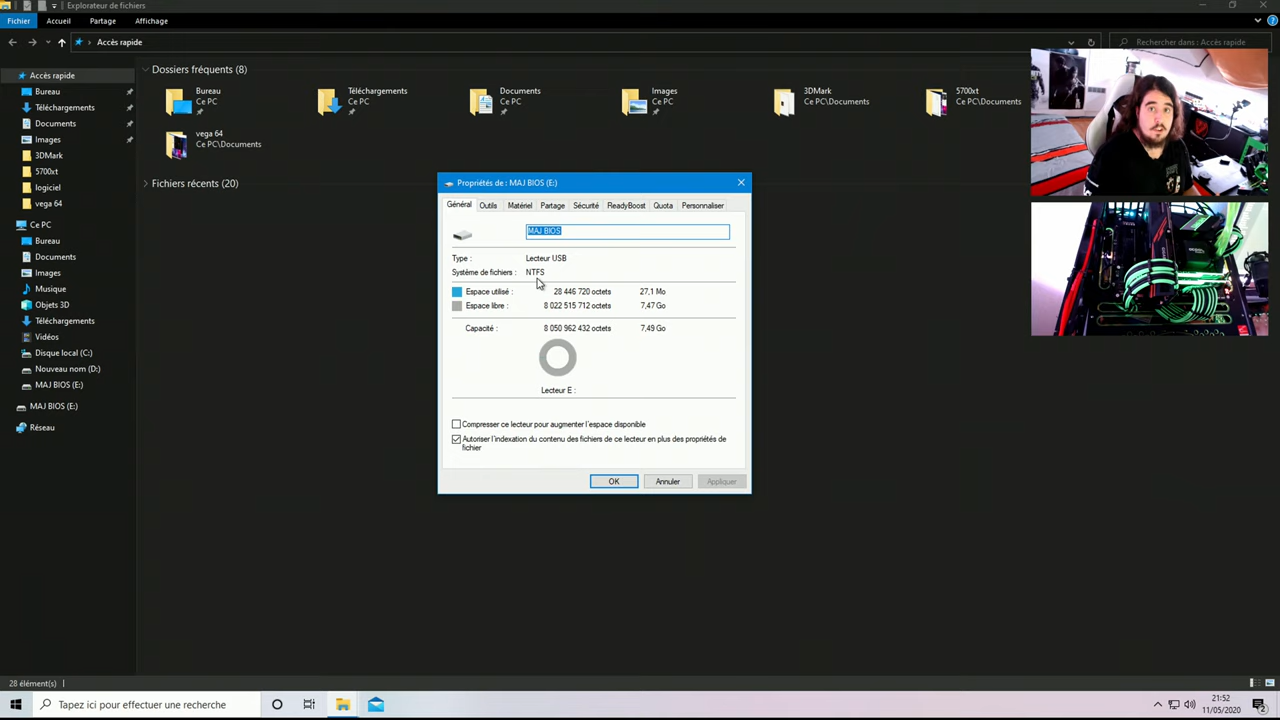 Explorateur de fichiers
Fichier Accueil Partage Affichage
Accès rapide
Rechercher dans : Accès rapide
Accès rapide
Bureau
Téléchargements
Documents
Images
3DMark
5700xt
logiciel
vega 64
Ce PC
Bureau
Documents
Images
Musique
Objets 3D
Téléchargements
Vidéos
Disque local (C:)
Nouveau nom (D:)
MAJ BIOS (E:)
MAJ BIOS (E:)
Réseau
Dossiers fréquents (8)
Bureau
Ce PC
Téléchargements
Ce PC
Documents
Ce PC
Images
Ce PC
3DMark
Ce PC\Documents
5700xt
Ce PC\Documents
vega 64
Ce PC\Documents
Fichiers récents (20)
Propriétés de : MAJ BIOS (E:)
Général Outils Matériel Partage Sécurité ReadyBoost Quota Personnaliser
MAJ BIOS
Type : Lecteur USB
Système de fichiers : NTFS
Espace utilisé : 28 446 720 octets 27,1 Mo
Espace libre : 8 022 515 712 octets 7,47 Go
Capacité : 8 050 962 432 octets 7,49 Go
Lecteur E :
Compresser ce lecteur pour augmenter l'espace disponible
Autoriser l'indexation du contenu des fichiers de ce lecteur en plus des propriétés de
fichier
OK Annuler Appliquer
28 élément(s)
Tapez ici pour effectuer une recherche
21:52
11/05/2020
2